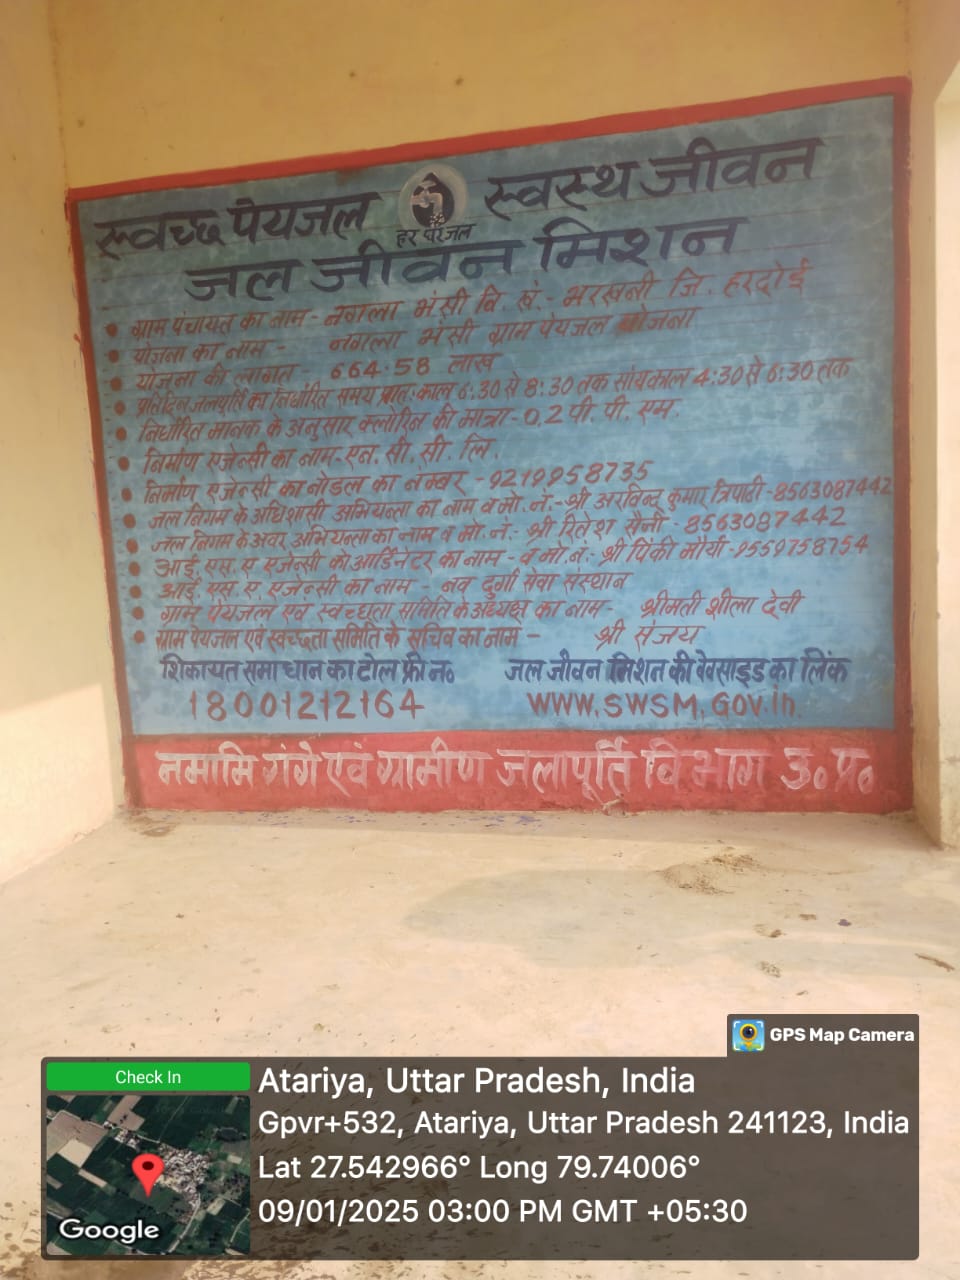 स्वच्छ पेयजल स्वस्थ जीवन
हर घर जल
जल जीवन मिशन
ग्राम पंचायत का नाम - नगला भंसी वि. खं.- भरखनी जि. हरदोई
योजना का नाम - नगला भंसी ग्राम पेयजल योजना
योजना की लागत - 664.58 लाख
प्रतिदिन जलपूर्ति का निर्धारित समय प्रातःकाल 6:30 से 8:30 तक सांयकाल 4:30 से 6:30 तक
निर्धारित मानक के अनुसार क्लोरिन की मात्रा - 0.2 पी. पी. एम.
निर्माण एजेन्सी का नाम- एन. सी. सी. लि.
निर्माण एजेन्सी का नोडल का नम्बर - 9219958735
जल निगम के अधिशासी अभियन्ता का नाम व मो. नं.- श्री अरविन्द कुमार त्रिपाठी - 8563087442
जल निगम के अवर अभियन्ता का नाम व मो. नं.- श्री रितेश सैनी - 8563087442
आई. एस. ए एजेन्सी को आर्डिनेटर का नाम - व मो. नं.: श्री पिंकी मौर्या - 9559758754
आई. एस. ए. एजेन्सी का नाम - नव दुर्गा सेवा संस्थान
ग्राम पेयजल एवं स्वच्छता समिति के अध्यक्ष का नाम - श्रीमती शीला देवी
ग्राम पेयजल एवं स्वच्छता समिति के सचिव का नाम - श्री संजय
शिकायत समाधान का टोल फ्री न० जल जीवन मिशन की वेवसाइड का लिंक
18001212164 WWW.SWSM.GOV.in.
नमामि गंगे एवं ग्रामीण जलापूर्ति विभाग उ० प्र०
GPS Map Camera
Check In
Atariya, Uttar Pradesh, India
Gpvr+532, Atariya, Uttar Pradesh 241123, India
Lat 27.542966° Long 79.74006°
09/01/2025 03:00 PM GMT +05:30
Google